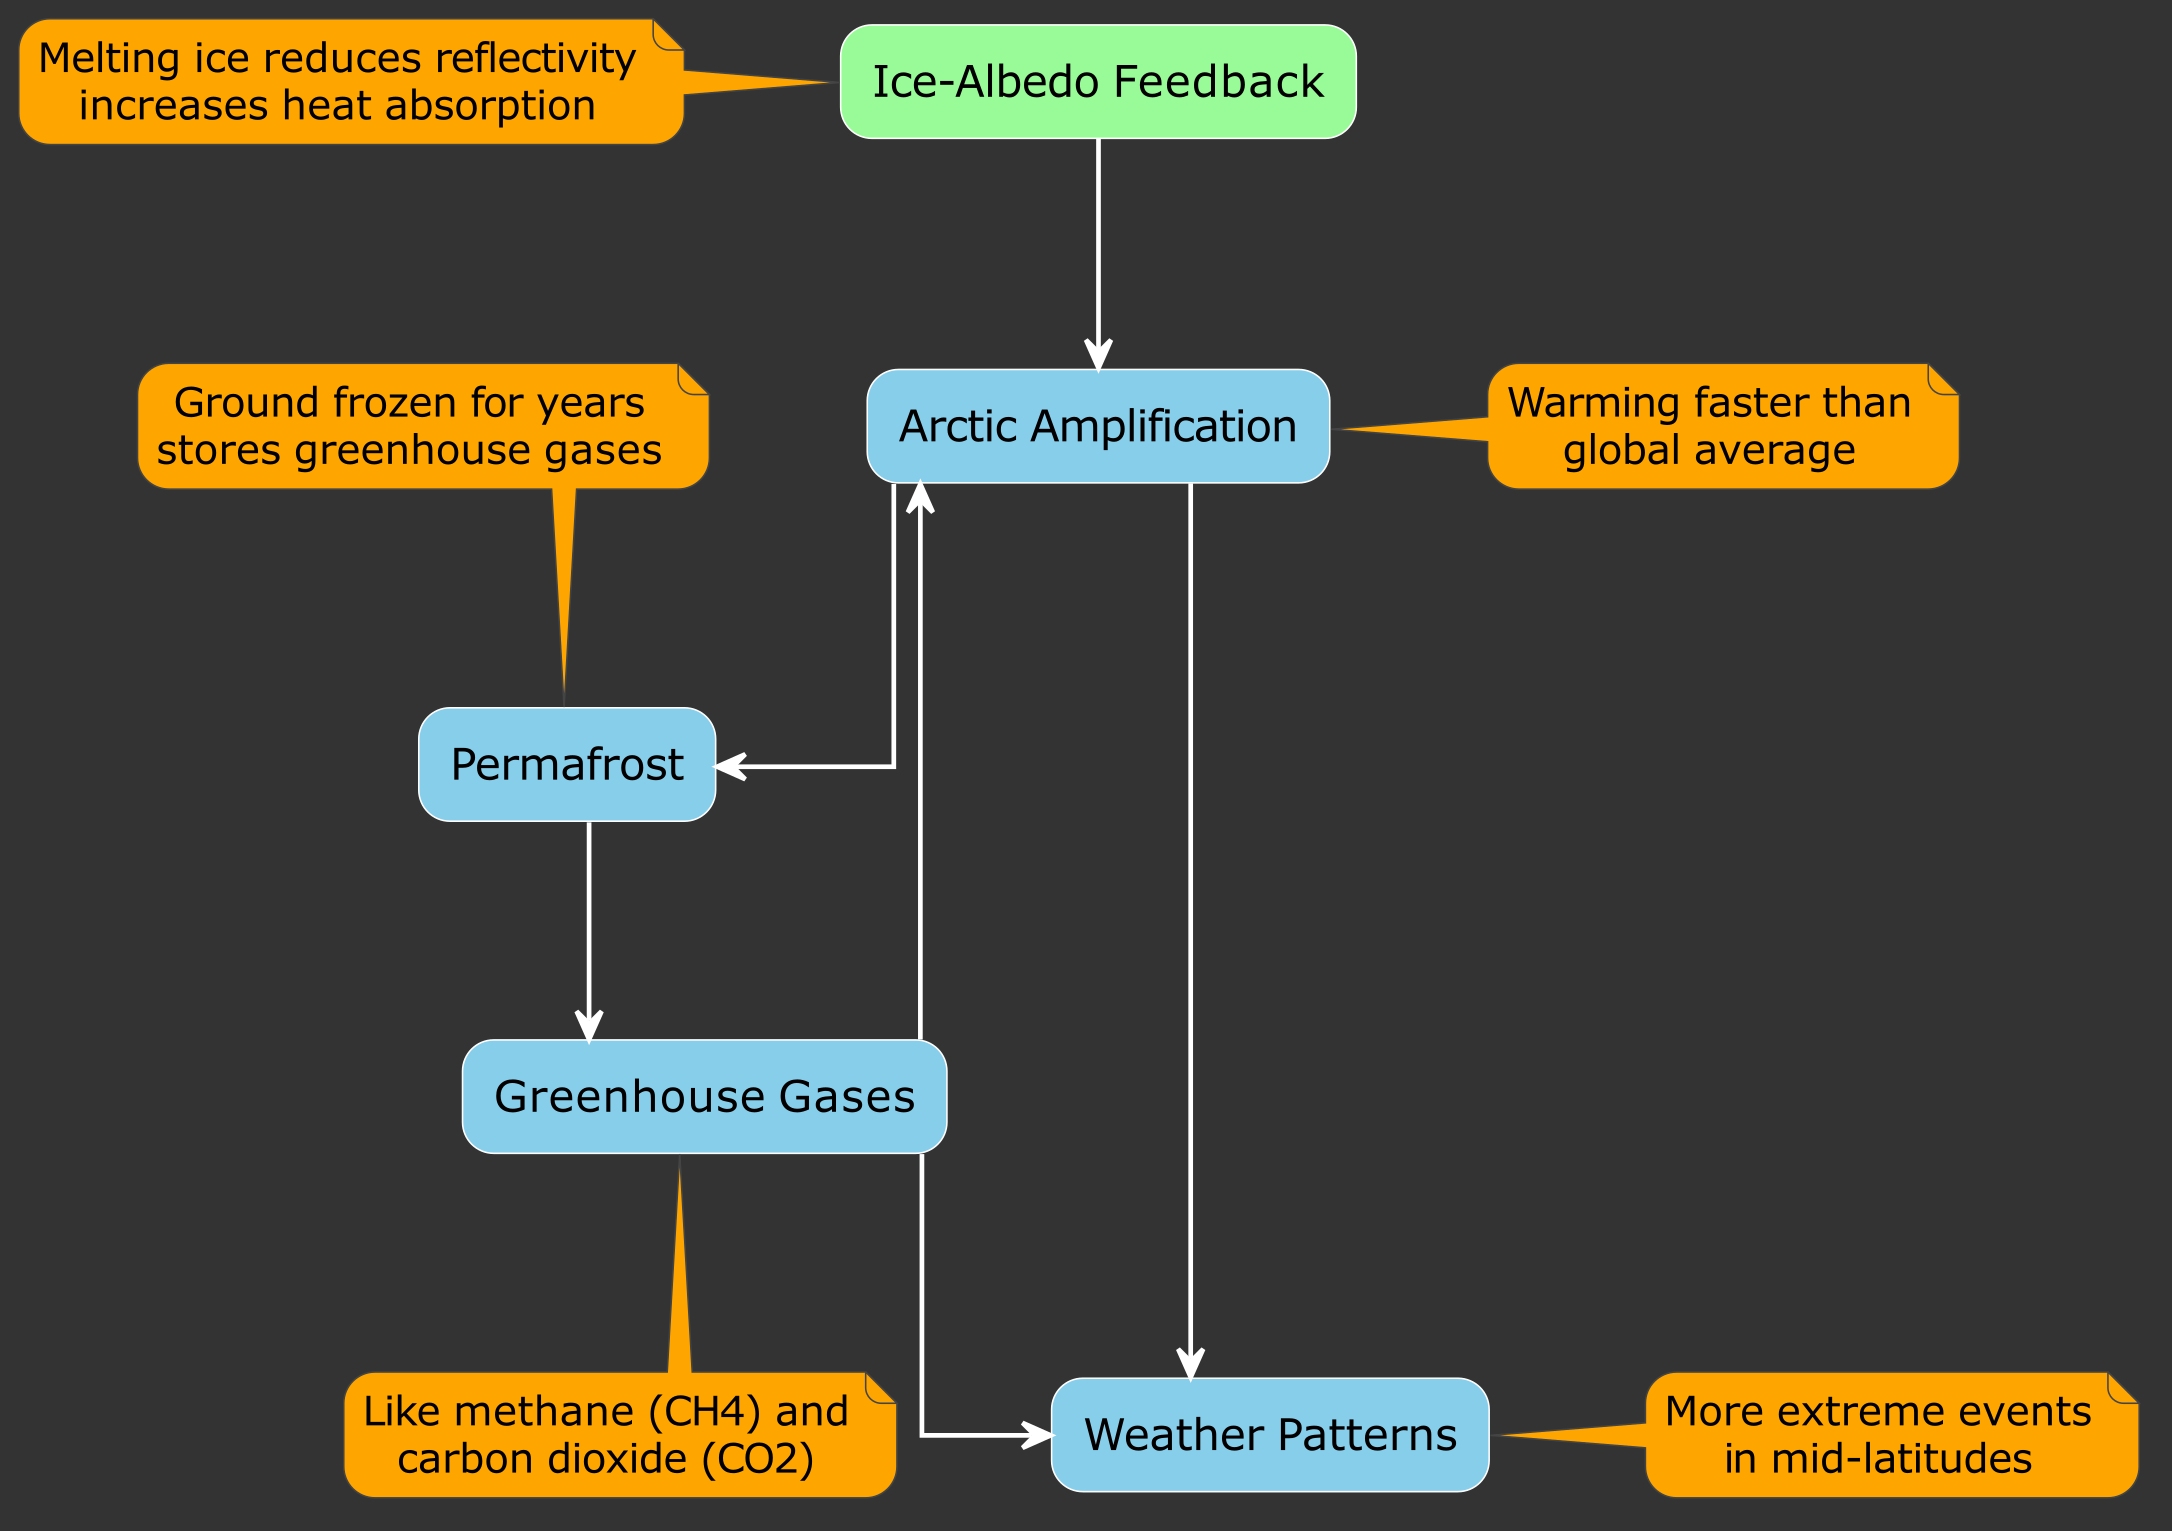 Melting ice reduces reflectivity
increases heat absorption
Ice-Albedo Feedback
Ground frozen for years
stores greenhouse gases
Arctic Amplification
Warming faster than
global average
Permafrost
Greenhouse Gases
Like methane (CH4) and
carbon dioxide (CO2)
Weather Patterns
More extreme events
in mid-latitudes